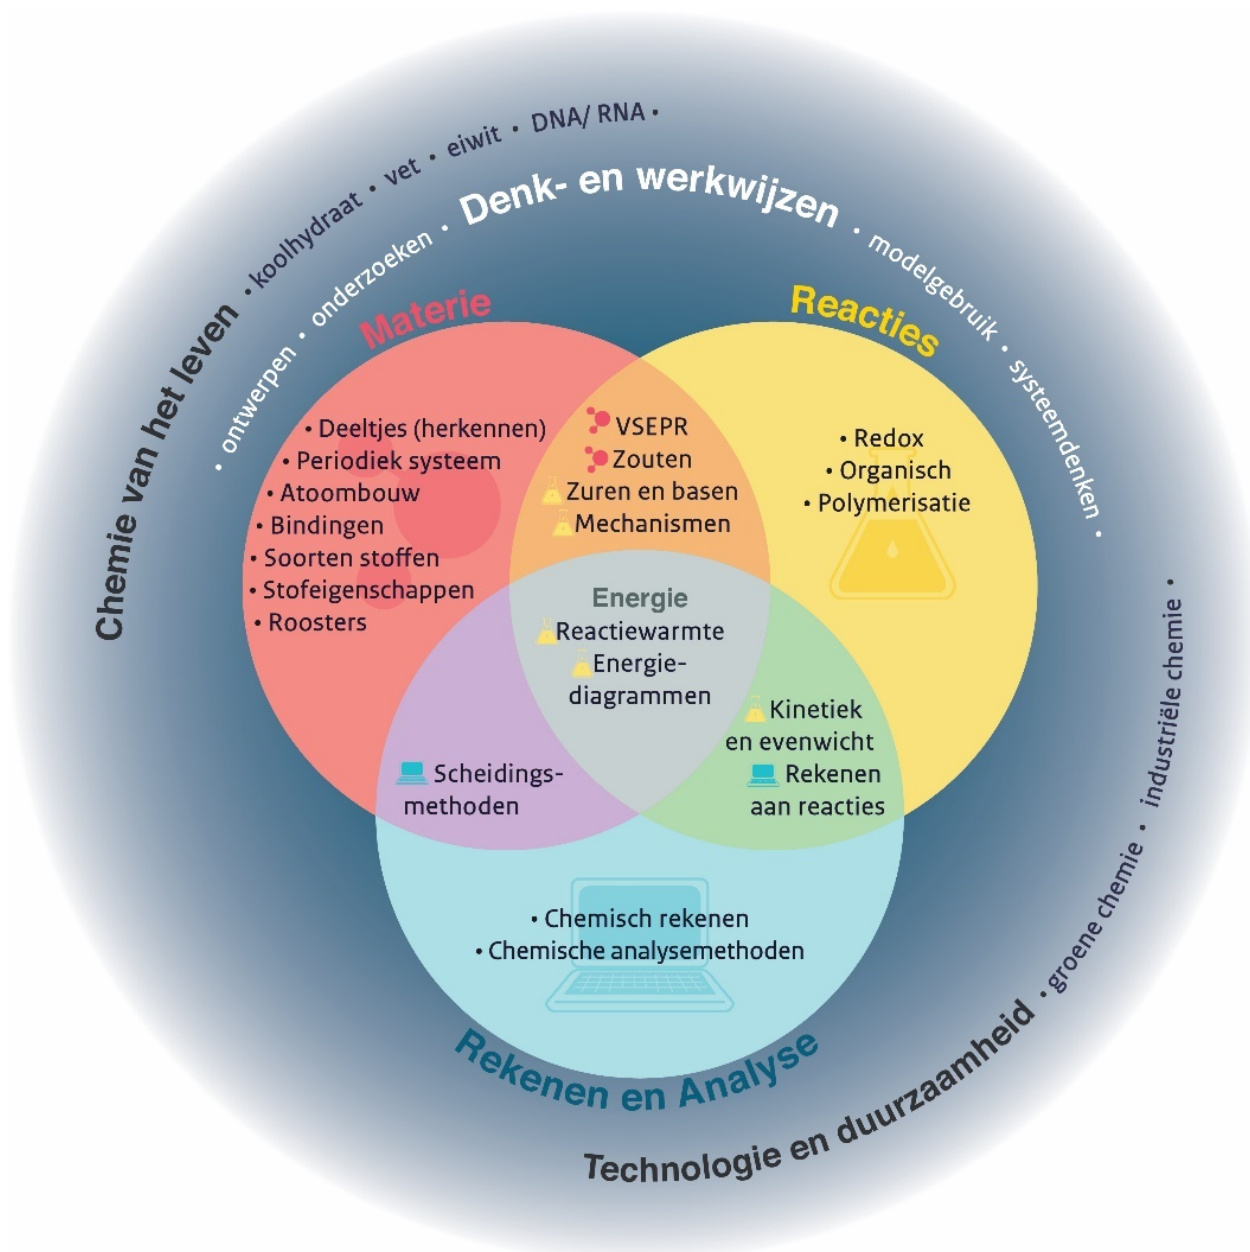 Chemie van het leven • koolhydraat • vet • eiwit • DNA/ RNA •
• ontwerpen • onderzoeken • Denk- en werkwijzen • modelgebruik • systeemdenken •
Materie
Reacties
• Deeltjes (herkennen)
• Periodiek systeem
• Atoombouw
• Bindingen
• Soorten stoffen
• Stofeigenschappen
• Roosters
VSEPR
Zouten
Zuren en basen
Mechanismen
• Redox
• Organisch
• Polymerisatie
Energie
Reactiewarmte
Energie-
diagrammen
Scheidings-
methoden
Kinetiek
en evenwicht
Rekenen
aan reacties
• Chemisch rekenen
• Chemische analysemethoden
Rekenen en Analyse
Technologie en duurzaamheid • groene chemie • industriële chemie •